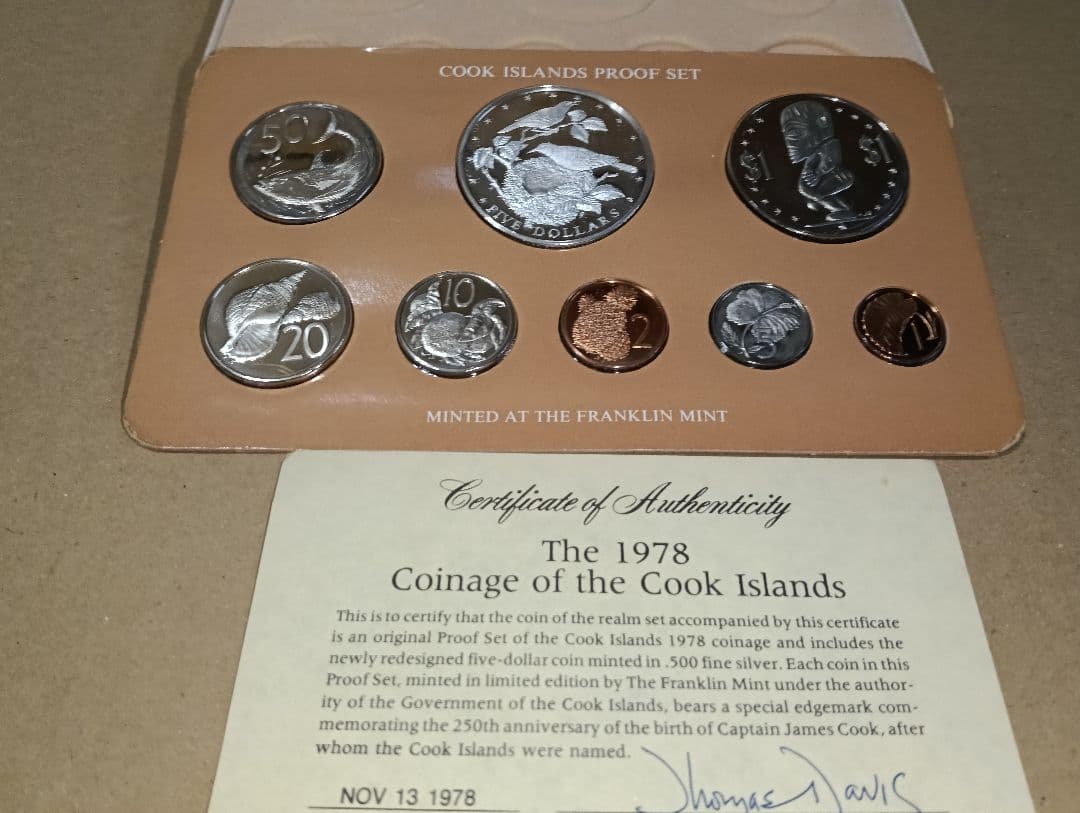 COOK ISLANDS PROOF SET
50
FIVE DOLLARS
$1 $1
20
10
2
5
1
MINTED AT THE FRANKLIN MINT
Certificate of Authenticity
The 1978
Coinage of the Cook Islands
This is to certify that the coin of the realm set accompanied by this certificate
is an original Proof Set of the Cook Islands 1978 coinage and includes the
newly redesigned five-dollar coin minted in .500 fine silver. Each coin in this
Proof Set, minted in limited edition by The Franklin Mint under the author-
ity of the Government of the Cook Islands, bears a special edgemark com-
memorating the 250th anniversary of the birth of Captain James Cook, after
whom the Cook Islands were named.
NOV 13 1978
Thomas Davis